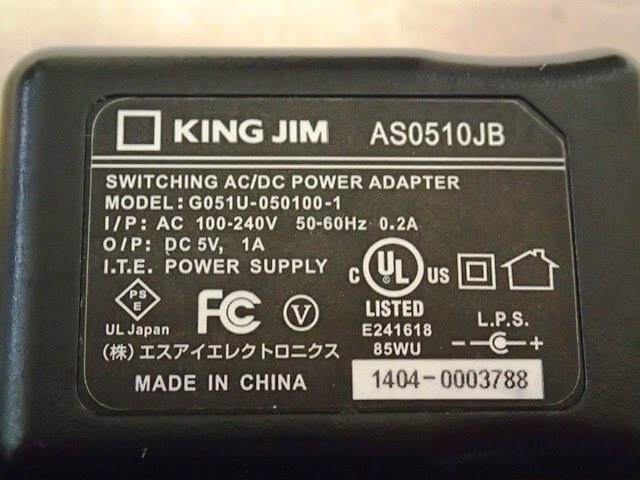 KING JIM AS0510JB
SWITCHING AC/DC POWER ADAPTER
MODEL: G051U-050100-1
I/P: AC 100-240V 50-60Hz 0.2A
O/P: DC 5V, 1A
I.T.E. POWER SUPPLY
C UL US
LISTED
E241618
85WU
L.P.S.
- C +
PS
E
UL Japan
FC
V
(株) エスアイエレクトロニクス
MADE IN CHINA
1404-0003788